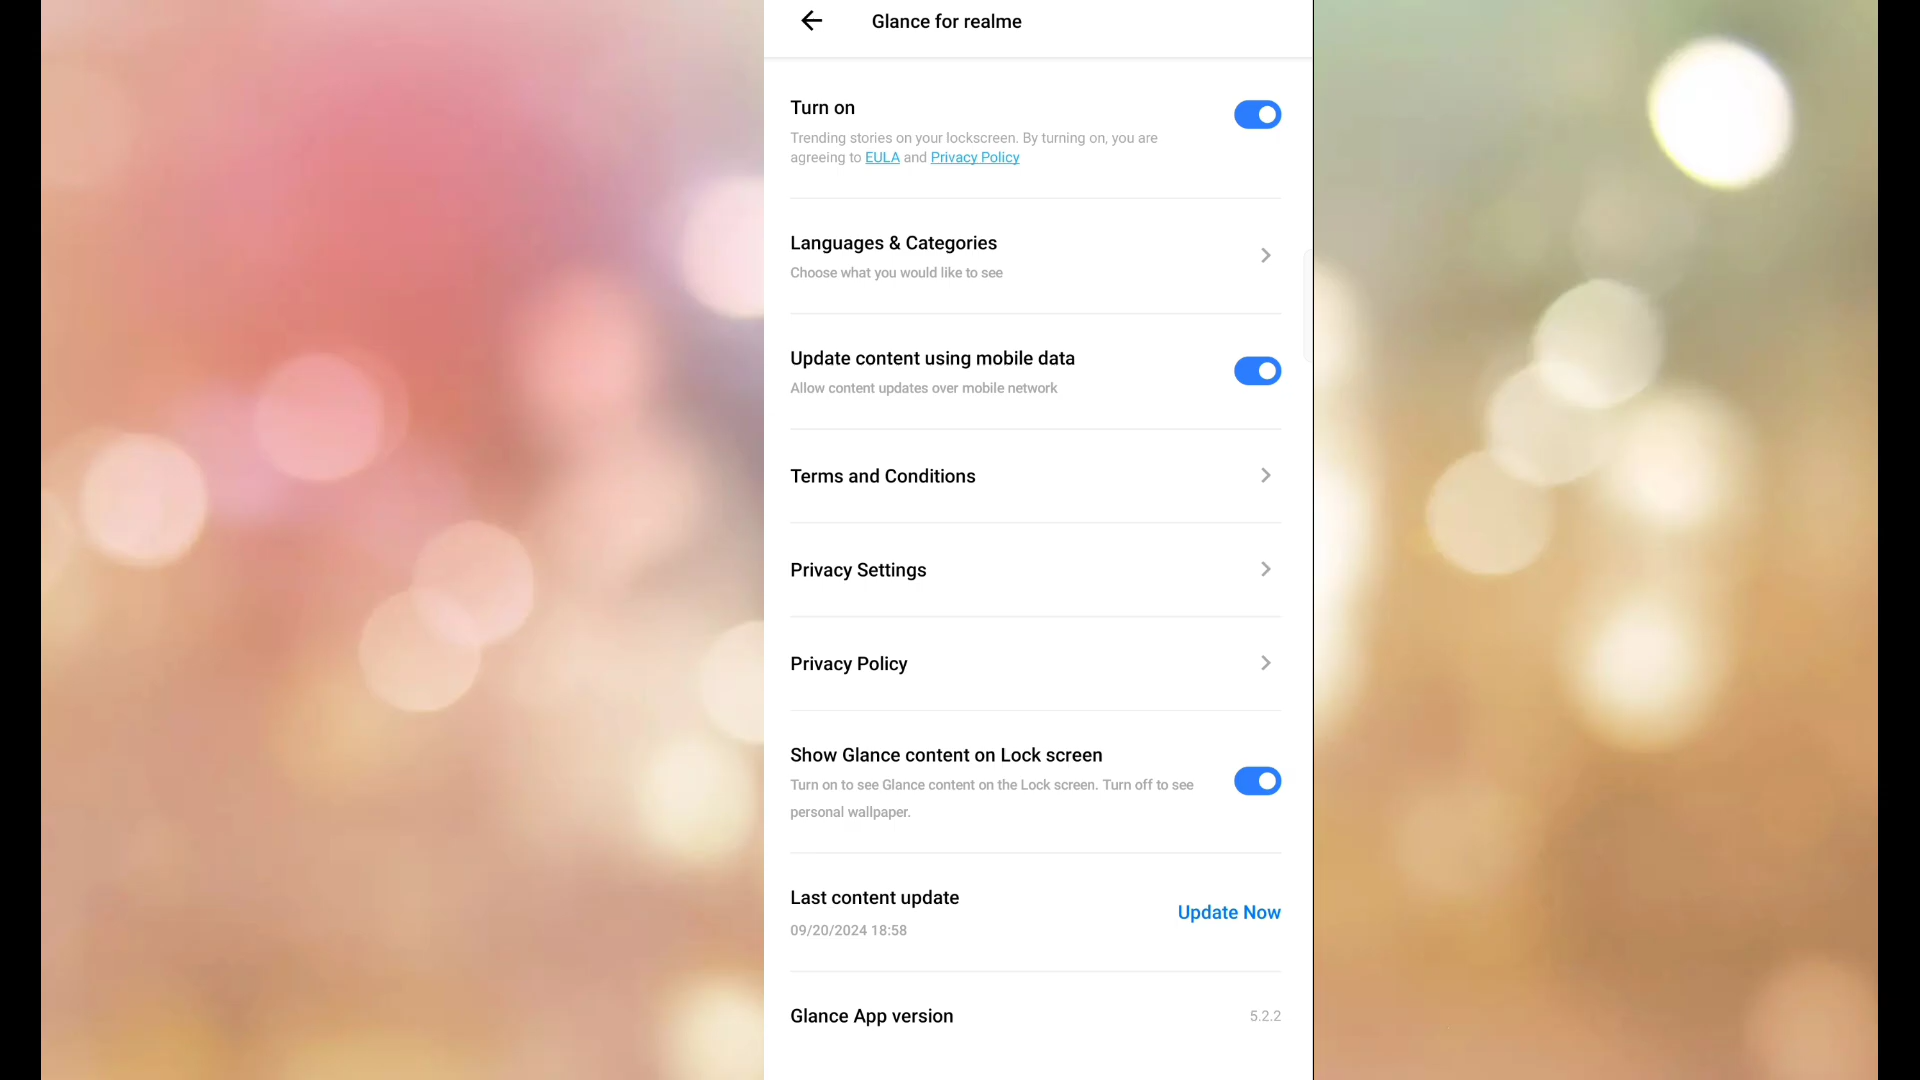 Glance for realme
Turn on
Trending stories on your lockscreen. By turning on, you are
agreeing to EULA and Privacy Policy
Languages & Categories
Choose what you would like to see
Update content using mobile data
Allow content updates over mobile network
Terms and Conditions
Privacy Settings
Privacy Policy
Show Glance content on Lock screen
Turn on to see Glance content on the Lock screen. Turn off to see
personal wallpaper.
Last content update
Update Now
09/20/2024 18:58
Glance App version
5.2.2